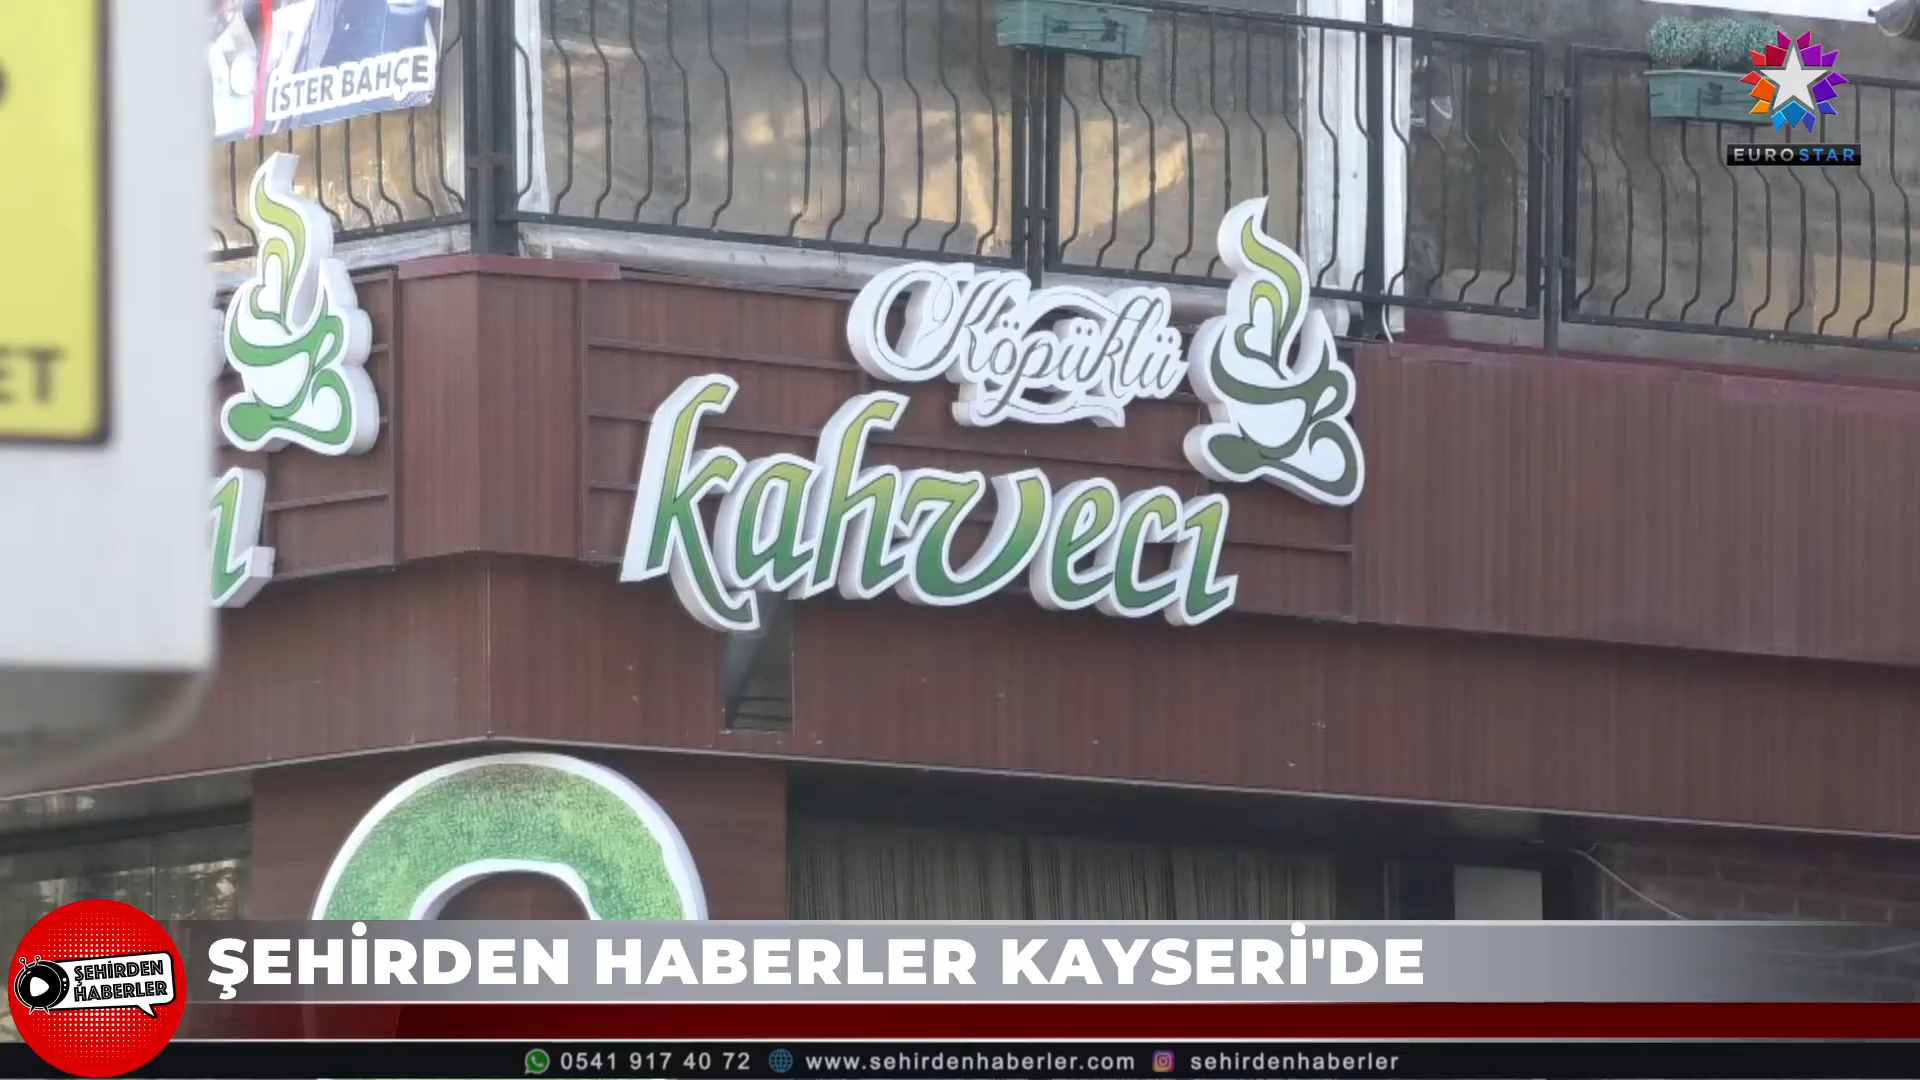 İSTER BAHÇE
EUROSTAR
Köpüklü
kahveci
ET
ŞEHİRDEN HABERLER KAYSERİ'DE
ŞEHİRDEN
HABERLER
0541 917 40 72 www.sehirdenhaberler.com sehirdenhaberler